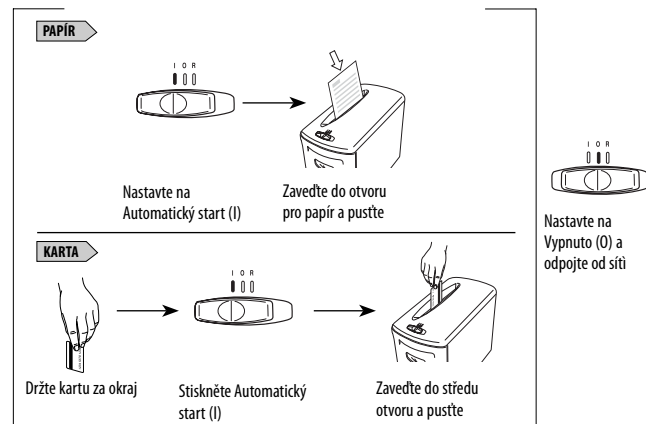 PAPÍR
I O R
Nastavte na
Automatický start (I)
Zaveďte do otvoru
pro papír a pusťte
KARTA
Držte kartu za okraj
I O R
Stiskněte Automatický
start (I)
Zaveďte do středu
otvoru a pusťte
I O R
Nastavte na
Vypnuto (O) a
odpojte od sítì